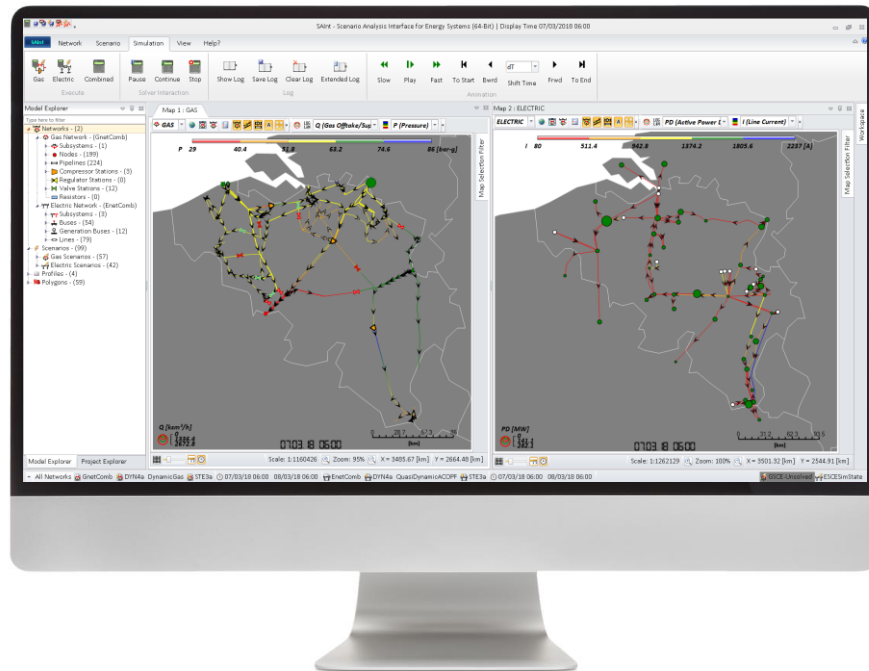 SAInt - Scenario Analysis Interface for Energy Systems (64-Bit) | Display Time 07/03/2018 06:00
SAInt Network Scenario Simulation View Help?
Gas Electric Combined Pause Continue Stop Show Log Save Log Clear Log Extended Log Slow Play Fast To Start Bwrd dT Shift Time Frwd To End
Execute Solver Interaction Log Animation
Model Explorer
Type here to filter
Networks - (2)
Gas Network - (GnetComb)
Subsystems - (1)
Nodes - (199)
Pipelines [224]
Compressor Stations - (3)
Regulator Stations - (0)
Valve Stations - (12)
Resistors - (0)
Electric Network - (EnetComb)
Subsystems - (3)
Buses - (54)
Generation Buses - (12)
Lines - (79)
Scenarios - (99)
Gas Scenarios - (57)
Electric Scenarios - (42)
Profiles - (4)
Polygons - (59)
Model Explorer Project Explorer
Map 1 : GAS
GAS Q (Gas Offtake/Sup P (Pressure)
P 29 40.4 51.8 63.2 74.6 86 [bar-g]
Map Selection Filter
Q [ksm³/h]
0
07.03.18 06:00
[km]
Scale: 1:1160426 Zoom: 95% X = 3485.67 [km] Y = 2664.40 [km]
Map 2 : ELECTRIC
ELECTRIC PD (Active Power D I (Line Current)
I 80 511.4 942.8 1374.2 1805.6 2237 [A]
Map Selection Filter
Workspace
PD [MW]
0
07.03.18 06:00
[km]
Scale: 1:1262129 Zoom: 100% X = 3501.32 [km] Y = 2544.91 [km]
All Networks GnetComb DYN4a DynamicGas STE3a 07/03/18 06:00 08/03/18 06:00 EnetComb DYN4a QuasiDynamicACOPF STE3a 07/03/18 06:00 08/03/18 06:00 GSCE-Unsolved ESCESimState